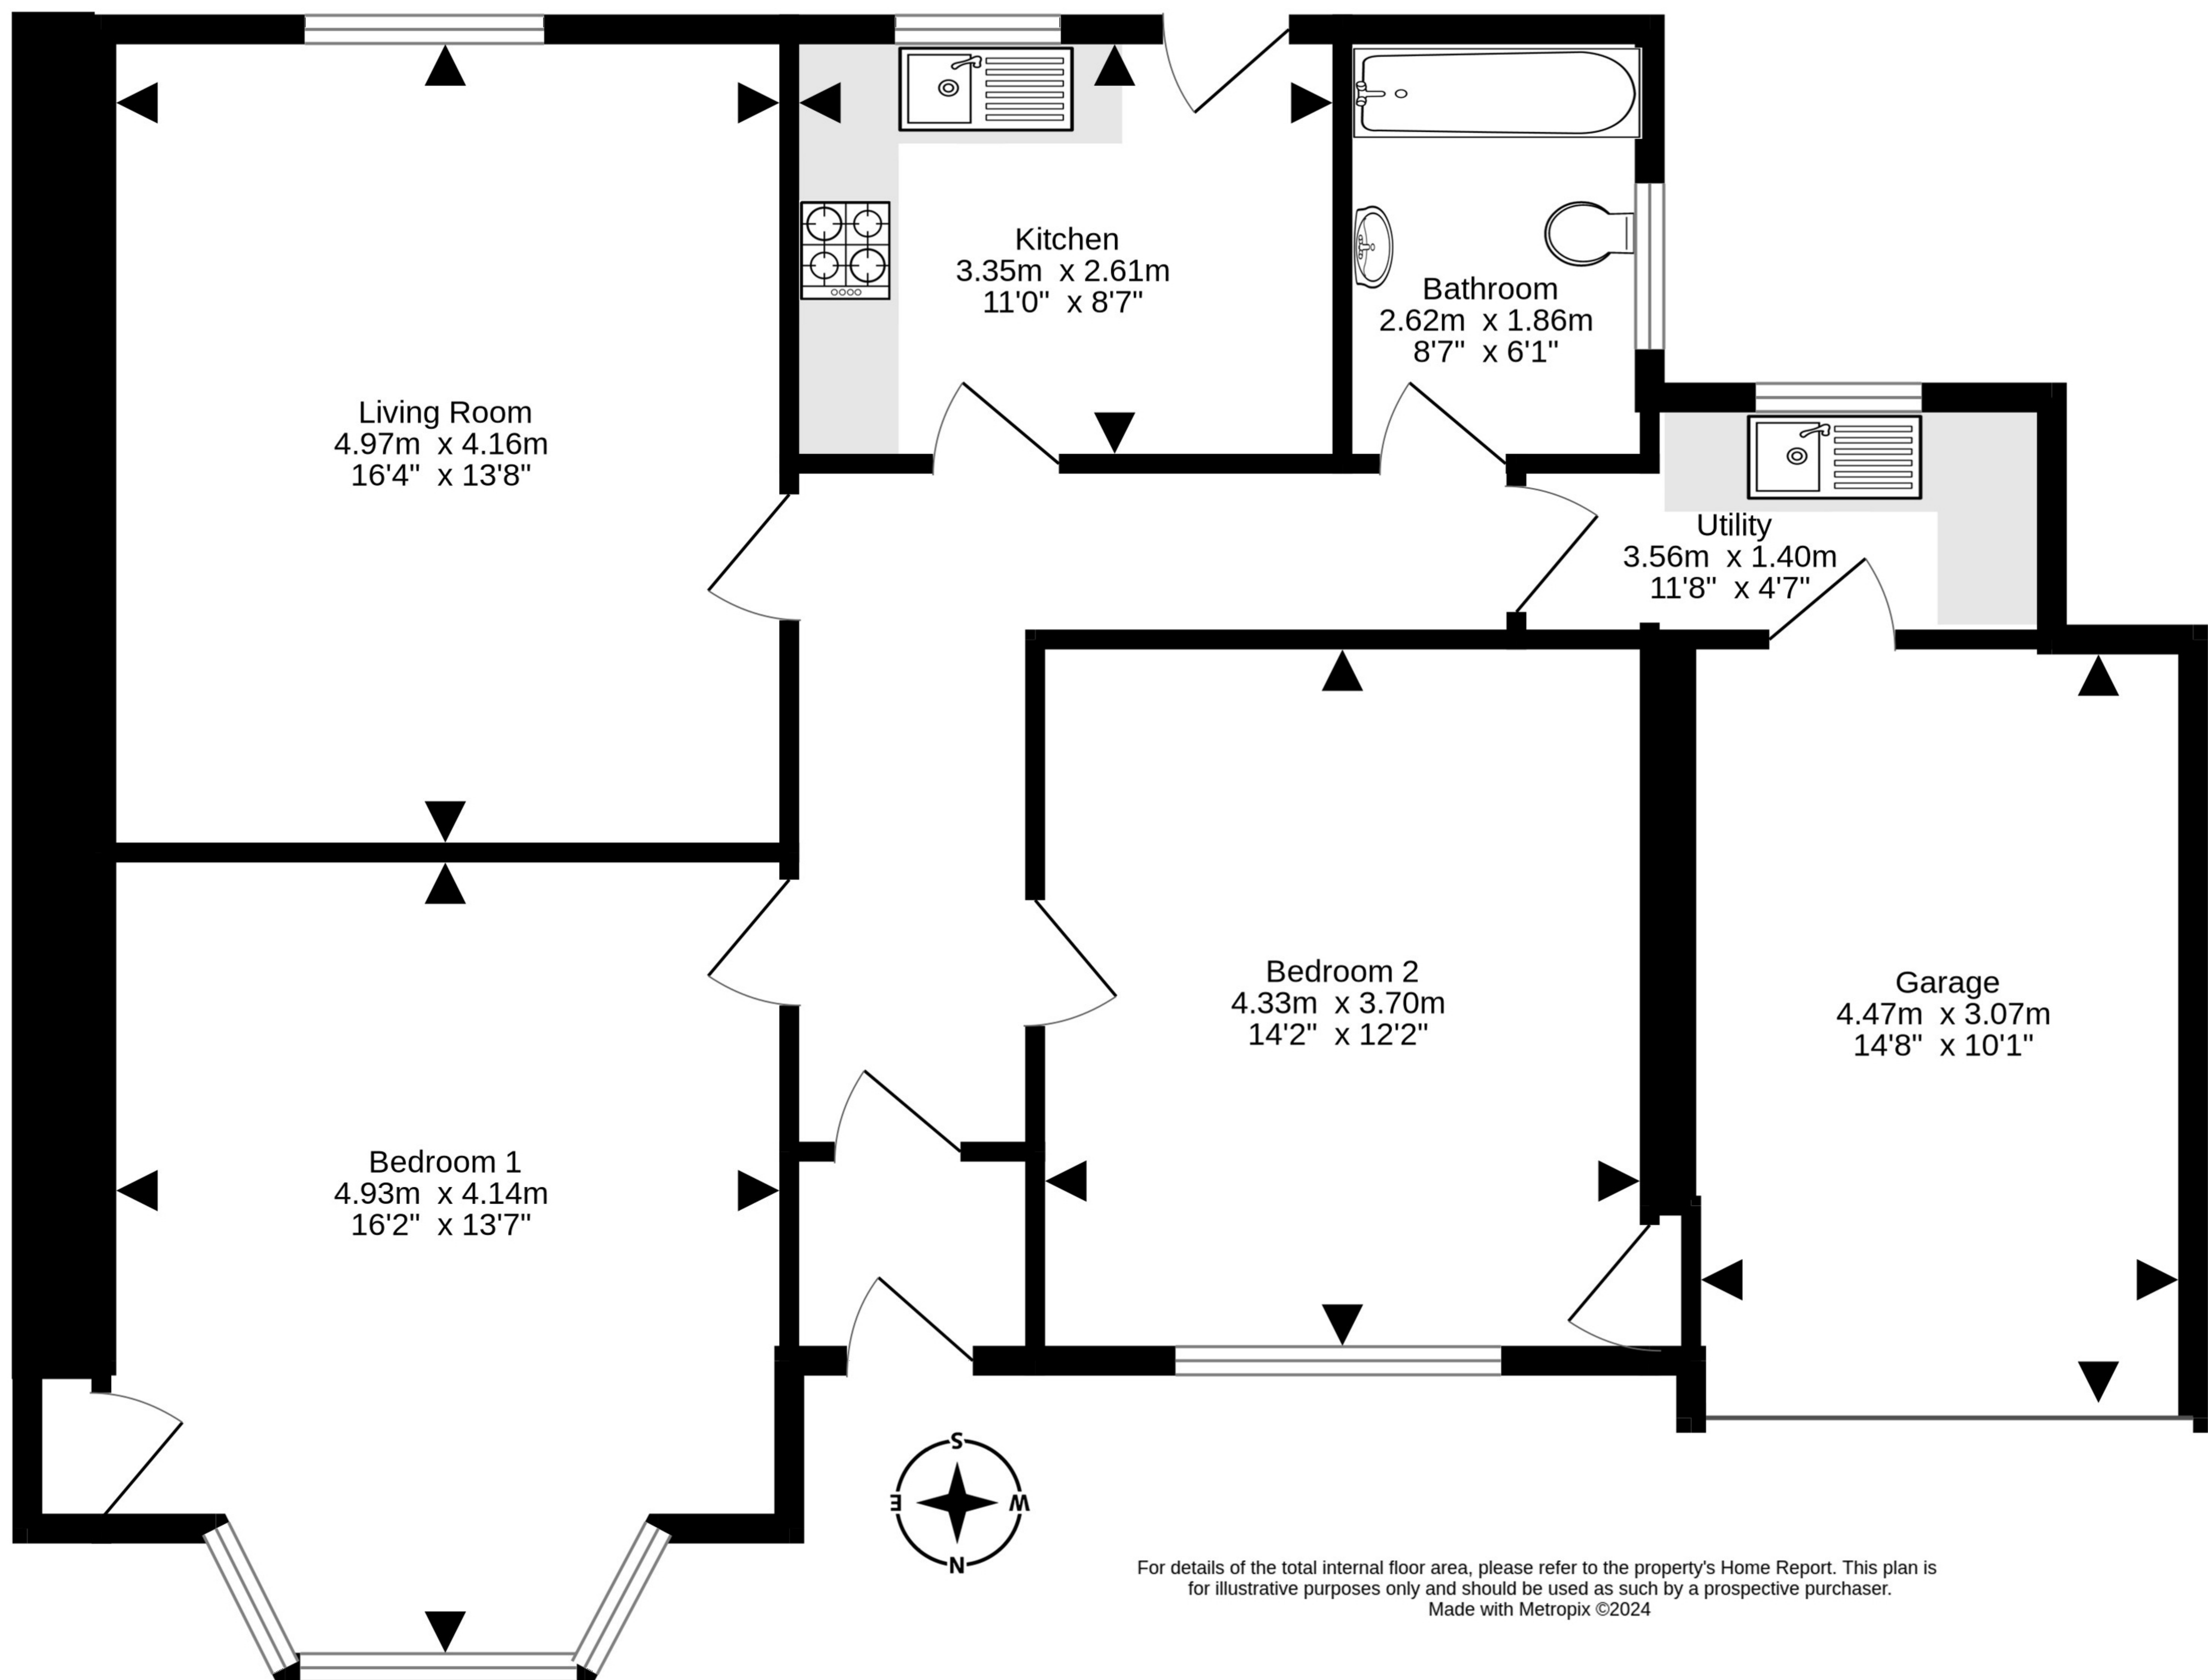 Kitchen
3.35m x 2.61m
11'0" x 8'7"
Bathroom
2.62m x 1.86m
8'7" x 6'1"
Living Room
4.97m x 4.16m
16'4" x 13'8"
Utility
3.56m x 1.40m
11'8" x 4'7"
Bedroom 2
4.33m x 3.70m
14'2" x 12'2"
Garage
4.47m x 3.07m
14'8" x 10'1"
Bedroom 1
4.93m x 4.14m
16'2" x 13'7"
S
E W
N
For details of the total internal floor area, please refer to the property's Home Report. This plan is
for illustrative purposes only and should be used as such by a prospective purchaser.
Made with Metropix ©2024